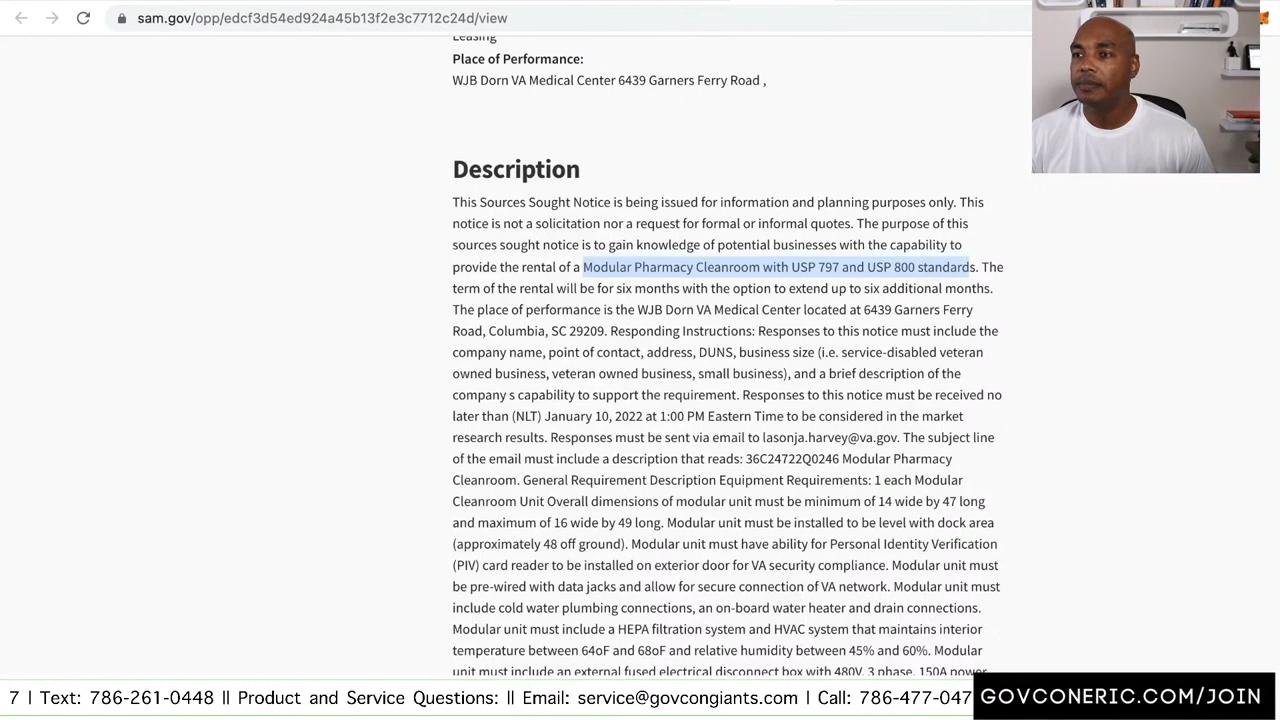 sam.gov/opp/edcf3d54ed924a45b13f2e3c7712c24d/view
Leasing
Place of Performance:
WJB Dorn VA Medical Center 6439 Garners Ferry Road ,
Description
This Sources Sought Notice is being issued for information and planning purposes only. This
notice is not a solicitation nor a request for formal or informal quotes. The purpose of this
sources sought notice is to gain knowledge of potential businesses with the capability to
provide the rental of a Modular Pharmacy Cleanroom with USP 797 and USP 800 standards. The
term of the rental will be for six months with the option to extend up to six additional months.
The place of performance is the WJB Dorn VA Medical Center located at 6439 Garners Ferry
Road, Columbia, SC 29209. Responding Instructions: Responses to this notice must include the
company name, point of contact, address, DUNS, business size (i.e. service-disabled veteran
owned business, veteran owned business, small business), and a brief description of the
company s capability to support the requirement. Responses to this notice must be received no
later than (NLT) January 10, 2022 at 1:00 PM Eastern Time to be considered in the market
research results. Responses must be sent via email to lasonja.harvey@va.gov. The subject line
of the email must include a description that reads: 36C24722Q0246 Modular Pharmacy
Cleanroom. General Requirement Description Equipment Requirements: 1 each Modular
Cleanroom Unit Overall dimensions of modular unit must be minimum of 14 wide by 47 long
and maximum of 16 wide by 49 long. Modular unit must be installed to be level with dock area
(approximately 48 off ground). Modular unit must have ability for Personal Identity Verification
(PIV) card reader to be installed on exterior door for VA security compliance. Modular unit must
be pre-wired with data jacks and allow for secure connection of VA network. Modular unit must
include cold water plumbing connections, an on-board water heater and drain connections.
Modular unit must include a HEPA filtration system and HVAC system that maintains interior
temperature between 64oF and 68oF and relative humidity between 45% and 60%. Modular
unit must include an external fused electrical disconnect box with 480V, 3 phase, 150A power
7 | Text: 786-261-0448 || Product and Service Questions: || Email: service@govcongiants.com | Call: 786-477-047
GOVCONERIC.COM/JOIN